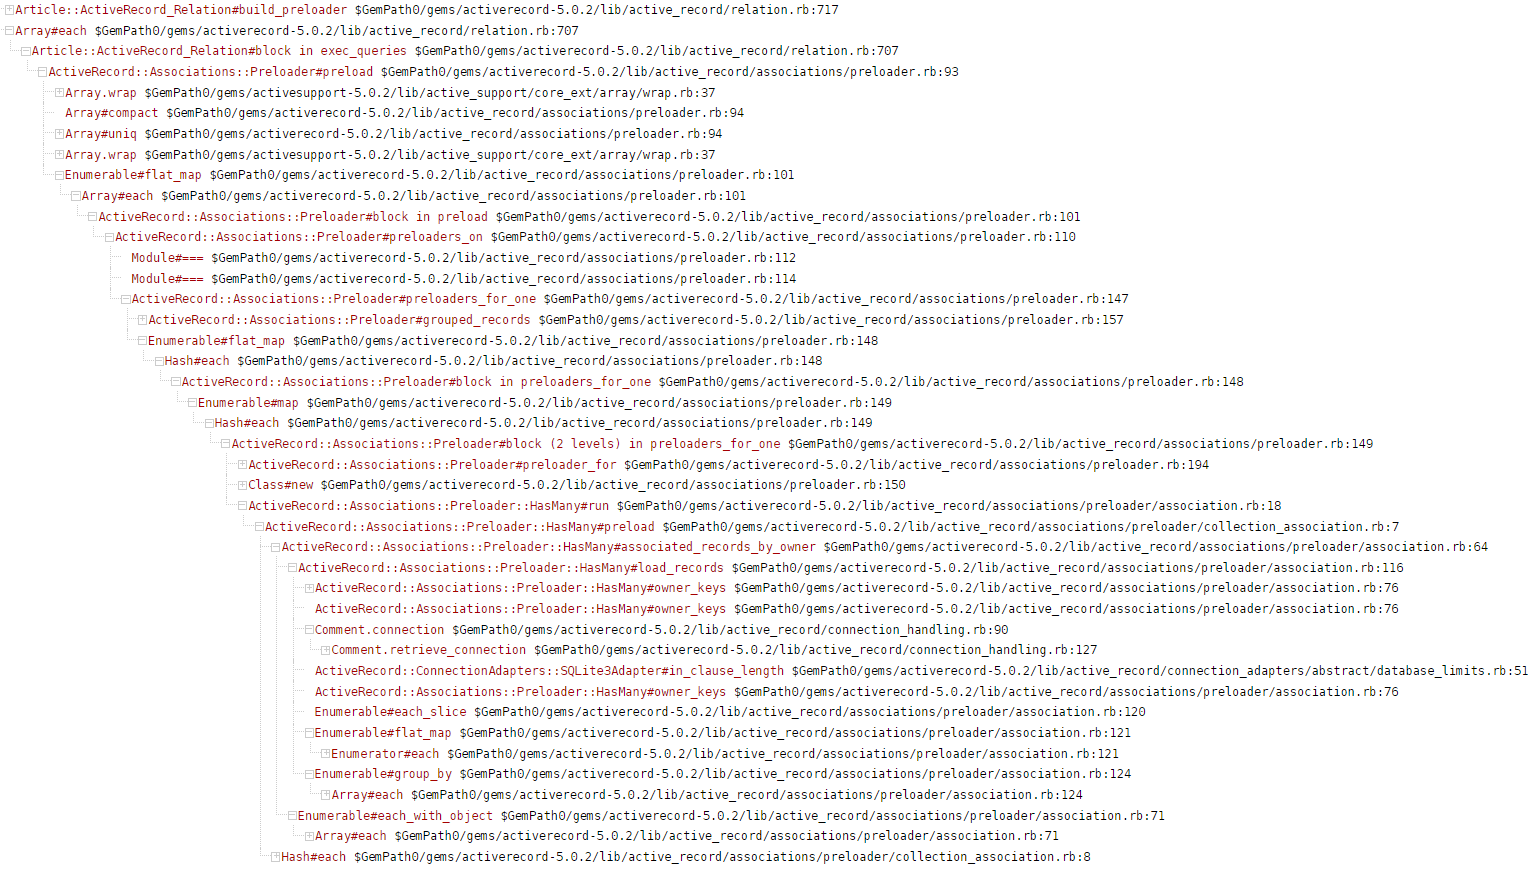 Article::ActiveRecord_Relation#build_preloader $GemPath0/gems/activerecord-5.0.2/lib/active_record/relation.rb:717
Array#each $GemPath0/gems/activerecord-5.0.2/lib/active_record/relation.rb:707
Article::ActiveRecord_Relation#block in exec_queries $GemPath0/gems/activerecord-5.0.2/lib/active_record/relation.rb:707
ActiveRecord::Associations::Preloader#preload $GemPath0/gems/activerecord-5.0.2/lib/active_record/associations/preloader.rb:93
Array.wrap $GemPath0/gems/activesupport-5.0.2/lib/active_support/core_ext/array/wrap.rb:37
Array#compact $GemPath0/gems/activerecord-5.0.2/lib/active_record/associations/preloader.rb:94
Array#uniq $GemPath0/gems/activerecord-5.0.2/lib/active_record/associations/preloader.rb:94
Array.wrap $GemPath0/gems/activesupport-5.0.2/lib/active_support/core_ext/array/wrap.rb:37
Enumerable#flat_map $GemPath0/gems/activerecord-5.0.2/lib/active_record/associations/preloader.rb:101
Array#each $GemPath0/gems/activerecord-5.0.2/lib/active_record/associations/preloader.rb:101
ActiveRecord::Associations::Preloader#block in preload $GemPath0/gems/activerecord-5.0.2/lib/active_record/associations/preloader.rb:101
ActiveRecord::Associations::Preloader#preloaders_on $GemPath0/gems/activerecord-5.0.2/lib/active_record/associations/preloader.rb:110
Module#=== $GemPath0/gems/activerecord-5.0.2/lib/active_record/associations/preloader.rb:112
Module#=== $GemPath0/gems/activerecord-5.0.2/lib/active_record/associations/preloader.rb:114
ActiveRecord::Associations::Preloader#preloaders_for_one $GemPath0/gems/activerecord-5.0.2/lib/active_record/associations/preloader.rb:147
ActiveRecord::Associations::Preloader#grouped_records $GemPath0/gems/activerecord-5.0.2/lib/active_record/associations/preloader.rb:157
Enumerable#flat_map $GemPath0/gems/activerecord-5.0.2/lib/active_record/associations/preloader.rb:148
Hash#each $GemPath0/gems/activerecord-5.0.2/lib/active_record/associations/preloader.rb:148
ActiveRecord::Associations::Preloader#block in preloaders_for_one $GemPath0/gems/activerecord-5.0.2/lib/active_record/associations/preloader.rb:148
Enumerable#map $GemPath0/gems/activerecord-5.0.2/lib/active_record/associations/preloader.rb:149
Hash#each $GemPath0/gems/activerecord-5.0.2/lib/active_record/associations/preloader.rb:149
ActiveRecord::Associations::Preloader#block (2 levels) in preloaders_for_one $GemPath0/gems/activerecord-5.0.2/lib/active_record/associations/preloader.rb:149
ActiveRecord::Associations::Preloader#preloader_for $GemPath0/gems/activerecord-5.0.2/lib/active_record/associations/preloader.rb:194
Class#new $GemPath0/gems/activerecord-5.0.2/lib/active_record/associations/preloader.rb:150
ActiveRecord::Associations::Preloader::HasMany#run $GemPath0/gems/activerecord-5.0.2/lib/active_record/associations/preloader/association.rb:18
ActiveRecord::Associations::Preloader::HasMany#preload $GemPath0/gems/activerecord-5.0.2/lib/active_record/associations/preloader/collection_association.rb:7
ActiveRecord::Associations::Preloader::HasMany#associated_records_by_owner $GemPath0/gems/activerecord-5.0.2/lib/active_record/associations/preloader/association.rb:64
ActiveRecord::Associations::Preloader::HasMany#load_records $GemPath0/gems/activerecord-5.0.2/lib/active_record/associations/preloader/association.rb:116
ActiveRecord::Associations::Preloader::HasMany#owner_keys $GemPath0/gems/activerecord-5.0.2/lib/active_record/associations/preloader/association.rb:76
ActiveRecord::Associations::Preloader::HasMany#owner_keys $GemPath0/gems/activerecord-5.0.2/lib/active_record/associations/preloader/association.rb:76
Comment.connection $GemPath0/gems/activerecord-5.0.2/lib/active_record/connection_handling.rb:90
Comment.retrieve_connection $GemPath0/gems/activerecord-5.0.2/lib/active_record/connection_handling.rb:127
ActiveRecord::ConnectionAdapters::SQLite3Adapter#in_clause_length $GemPath0/gems/activerecord-5.0.2/lib/active_record/connection_adapters/abstract/database_limits.rb:51
ActiveRecord::Associations::Preloader::HasMany#owner_keys $GemPath0/gems/activerecord-5.0.2/lib/active_record/associations/preloader/association.rb:76
Enumerable#each_slice $GemPath0/gems/activerecord-5.0.2/lib/active_record/associations/preloader/association.rb:120
Enumerable#flat_map $GemPath0/gems/activerecord-5.0.2/lib/active_record/associations/preloader/association.rb:121
Enumerator#each $GemPath0/gems/activerecord-5.0.2/lib/active_record/associations/preloader/association.rb:121
Enumerable#group_by $GemPath0/gems/activerecord-5.0.2/lib/active_record/associations/preloader/association.rb:124
Array#each $GemPath0/gems/activerecord-5.0.2/lib/active_record/associations/preloader/association.rb:124
Enumerable#each_with_object $GemPath0/gems/activerecord-5.0.2/lib/active_record/associations/preloader/association.rb:71
Array#each $GemPath0/gems/activerecord-5.0.2/lib/active_record/associations/preloader/association.rb:71
Hash#each $GemPath0/gems/activerecord-5.0.2/lib/active_record/associations/preloader/collection_association.rb:8